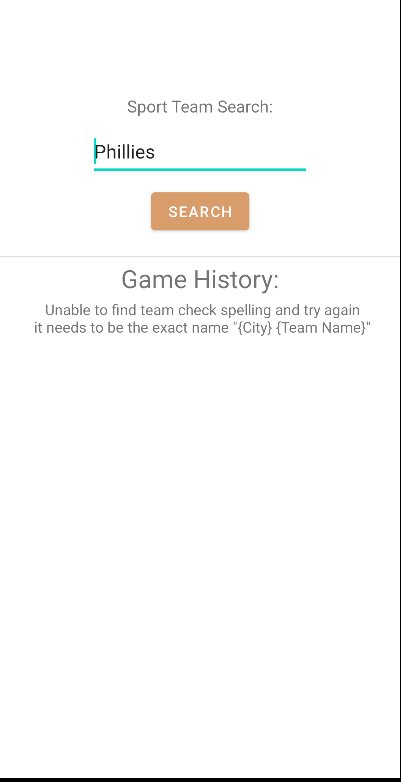 Sport Team Search:
Phillies
SEARCH
Game History:
Unable to find team check spelling and try again
it needs to be the exact name "{City} {Team Name}"